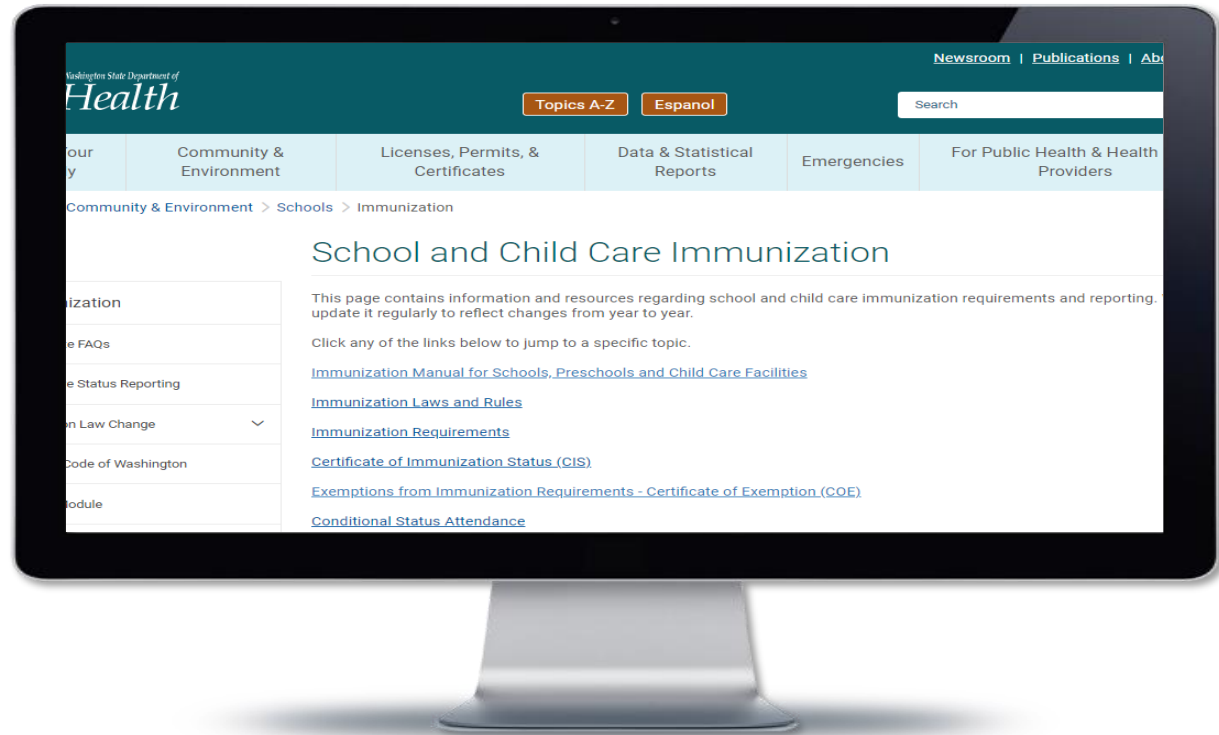 Newsroom | Publications |
Washington State Department of
Health
Topics A-Z
Espanol
Search
Community &
Environment
Licenses, Permits, &
Certificates
Data & Statistical
Reports
Emergencies
For Public Health & Health
Providers
Community & Environment > Schools > Immunization
School and Child Care Immunization
This page contains information and resources regarding school and child care immunization requirements and reporting.
update it regularly to reflect changes from year to year.
Click any of the links below to jump to a specific topic.
Immunization Manual for Schools, Preschools and Child Care Facilities
Immunization Laws and Rules
Immunization Requirements
Certificate of Immunization Status (CIS)
Exemptions from Immunization Requirements - Certificate of Exemption (COE)
Conditional Status Attendance
FAQs
Status Reporting
Law Change
Code of Washington